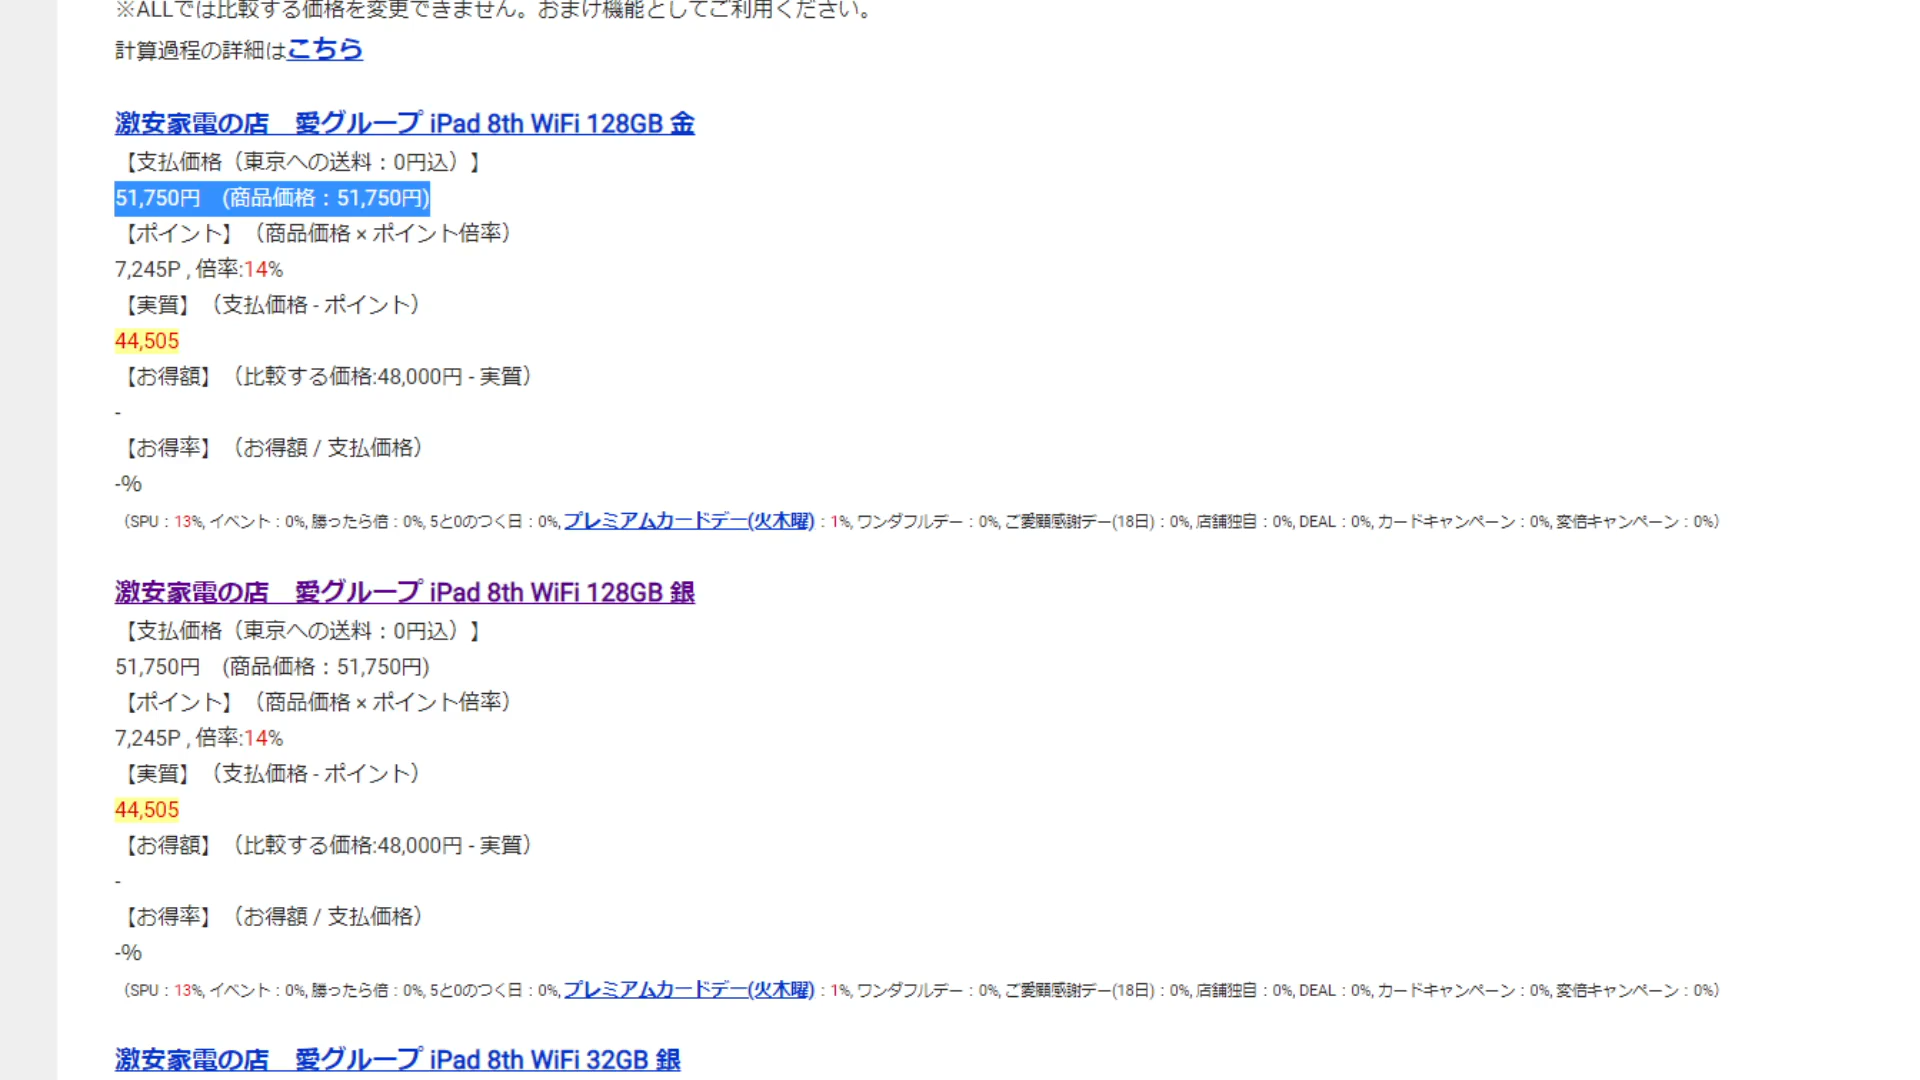 ※ALLでは比較する価格を変更できません。おまけ機能としてご利用ください。
計算過程の詳細はこちら
激安家電の店　愛グループ iPad 8th WiFi 128GB 金
【支払価格（東京への送料：0円込）】
51,750円　(商品価格：51,750円)
【ポイント】（商品価格 × ポイント倍率）
7,245P , 倍率:14%
【実質】（支払価格 - ポイント）
44,505
【お得額】（比較する価格:48,000円 - 実質）
-
【お得率】（お得額 / 支払価格）
-%
（SPU：13%, イベント：0%, 勝ったら倍：0%, 5と0のつく日：0%, プレミアムカードデー(火木曜)：1%, ワンダフルデー：0%, ご愛顧感謝デー(18日)：0%, 店舗独自：0%, DEAL：0%, カードキャンペーン：0%, 変倍キャンペーン：0%）
激安家電の店　愛グループ iPad 8th WiFi 128GB 銀
【支払価格（東京への送料：0円込）】
51,750円　(商品価格：51,750円)
【ポイント】（商品価格 × ポイント倍率）
7,245P , 倍率:14%
【実質】（支払価格 - ポイント）
44,505
【お得額】（比較する価格:48,000円 - 実質）
-
【お得率】（お得額 / 支払価格）
-%
（SPU：13%, イベント：0%, 勝ったら倍：0%, 5と0のつく日：0%, プレミアムカードデー(火木曜)：1%, ワンダフルデー：0%, ご愛顧感謝デー(18日)：0%, 店舗独自：0%, DEAL：0%, カードキャンペーン：0%, 変倍キャンペーン：0%）
激安家電の店　愛グループ iPad 8th WiFi 32GB 銀